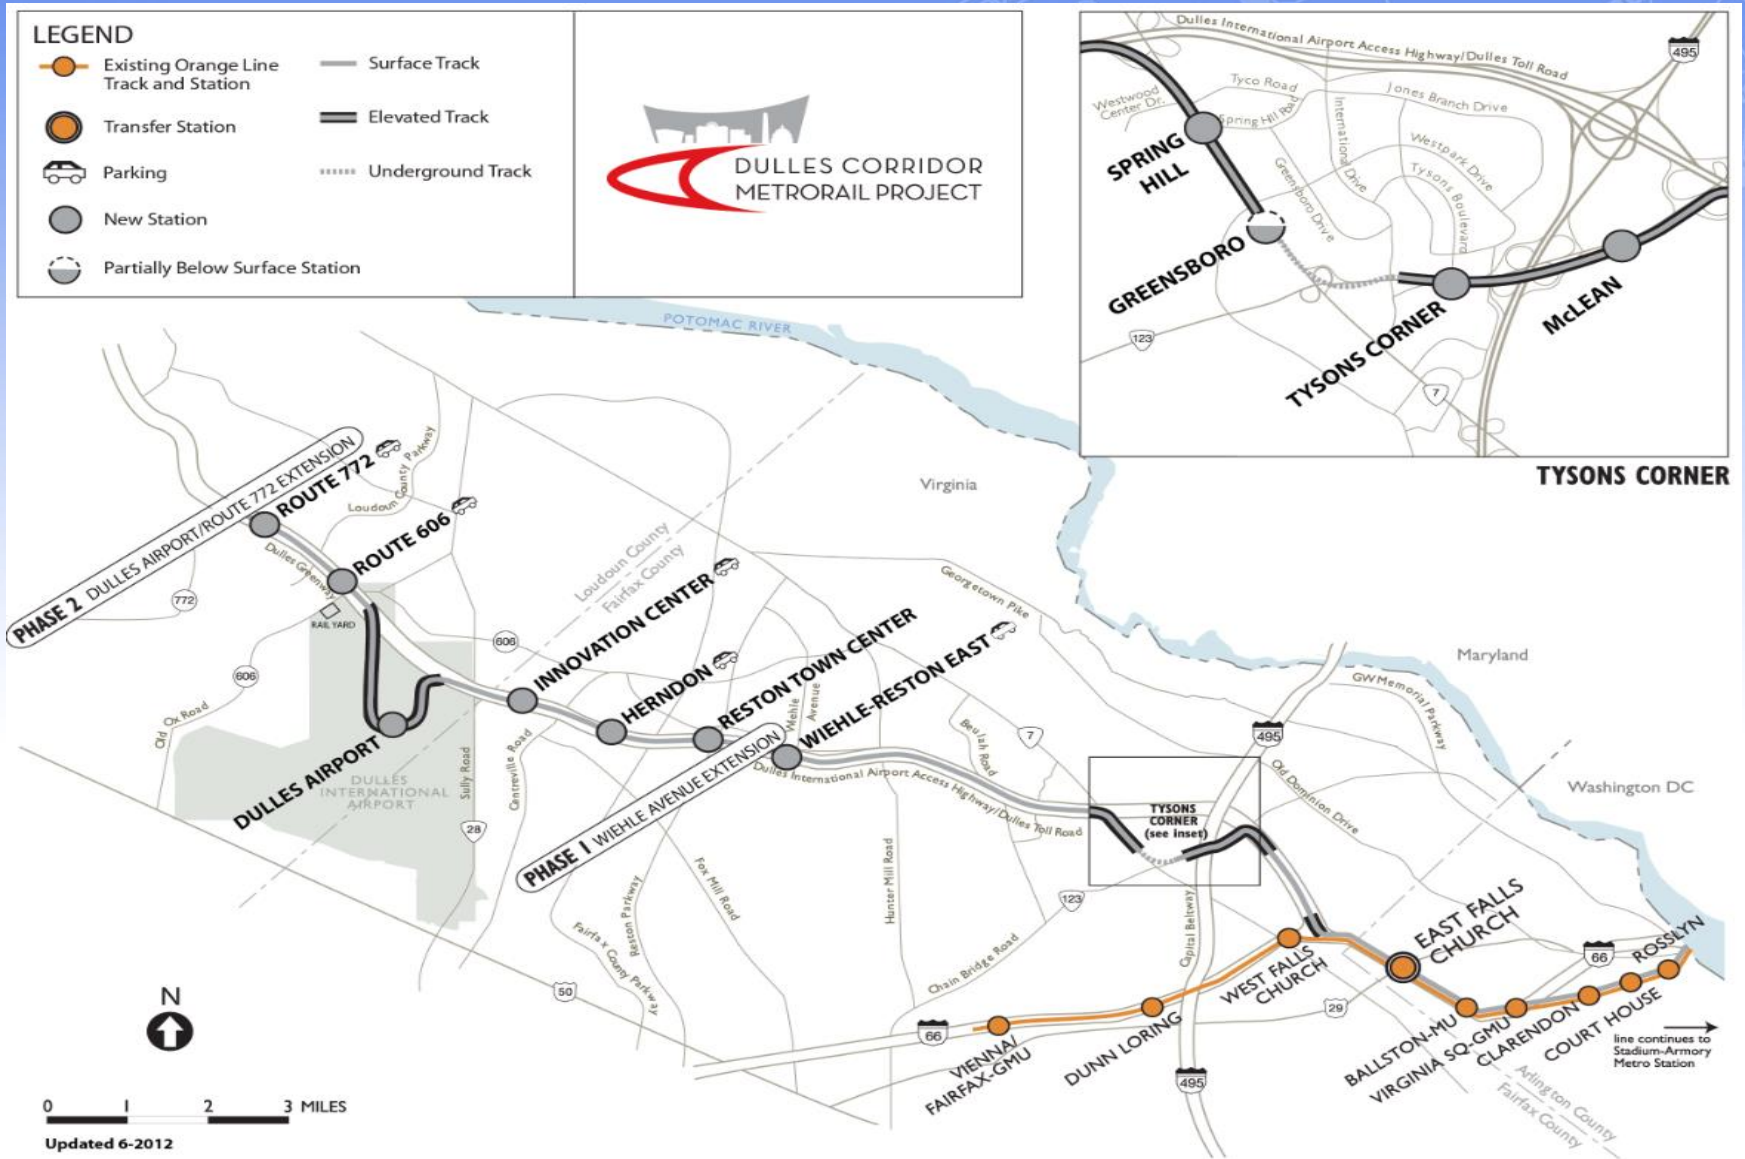 LEGEND
Existing Orange Line
Track and Station
Transfer Station
Parking
New Station
Partially Below Surface Station
Surface Track
Elevated Track
Underground Track
DULLES CORRIDOR
METRORAIL PROJECT
Dulles International Airport Access Highway/Dulles Toll Road
495
Westwood
Center Dr.
Tyco Road
Spring Hill Road
International Drive
Jones Branch Drive
Westpark Drive
Tysons Boulevard
Greensboro Drive
SPRING
HILL
GREENSBORO
TYSONS CORNER
McLEAN
123
7
TYSONS CORNER
POTOMAC RIVER
Virginia
Maryland
Washington DC
PHASE 2 DULLES AIRPORT/ROUTE 772 EXTENSION
ROUTE 772
Loudoun County Parkway
ROUTE 606
Dulles Greenway
772
RAIL YARD
606
606
Old Ox Road
Loudoun County
Fairfax County
INNOVATION CENTER
HERNDON
RESTON TOWN CENTER
WIEHLE-RESTON EAST
Wiehle
Avenue
Georgetown Pike
DULLES AIRPORT
DULLES
INTERNATIONAL
AIRPORT
Sully Road
28
Centreville Road
PHASE 1 WIEHLE AVENUE EXTENSION
Dulles International Airport Access Highway/Dulles Toll Road
Beulah Road
7
495
GW Memorial Parkway
Old Dominion Drive
TYSONS
CORNER
(see inset)
Fox Mill Road
Reston Parkway
Fairfax County Parkway
Hunter Mill Road
Chain Bridge Road
123
Capital Beltway
50
66
VIENNA/
FAIRFAX-GMU
DUNN LORING
495
WEST FALLS
CHURCH
29
EAST FALLS
CHURCH
BALLSTON-MU
VIRGINIA SQ-GMU
CLARENDON
COURT HOUSE
ROSSLYN
66
line continues to
Stadium-Armory
Metro Station
Arlington County
Fairfax County
N
0 1 2 3 MILES
Updated 6-2012